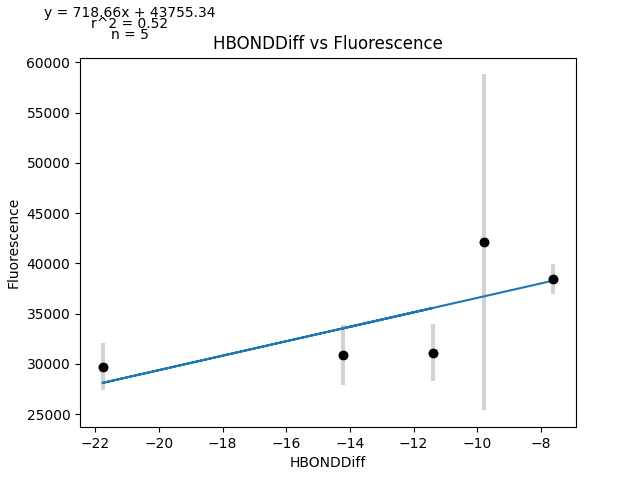 y = 718.66x + 43755.34
r^2 = 0.52
n = 5
HBONDDiff vs Fluorescence
60000
55000
50000
45000
40000
35000
30000
25000
Fluorescence
−22
−20
−18
−16
−14
−12
−10
−8
HBONDDiff